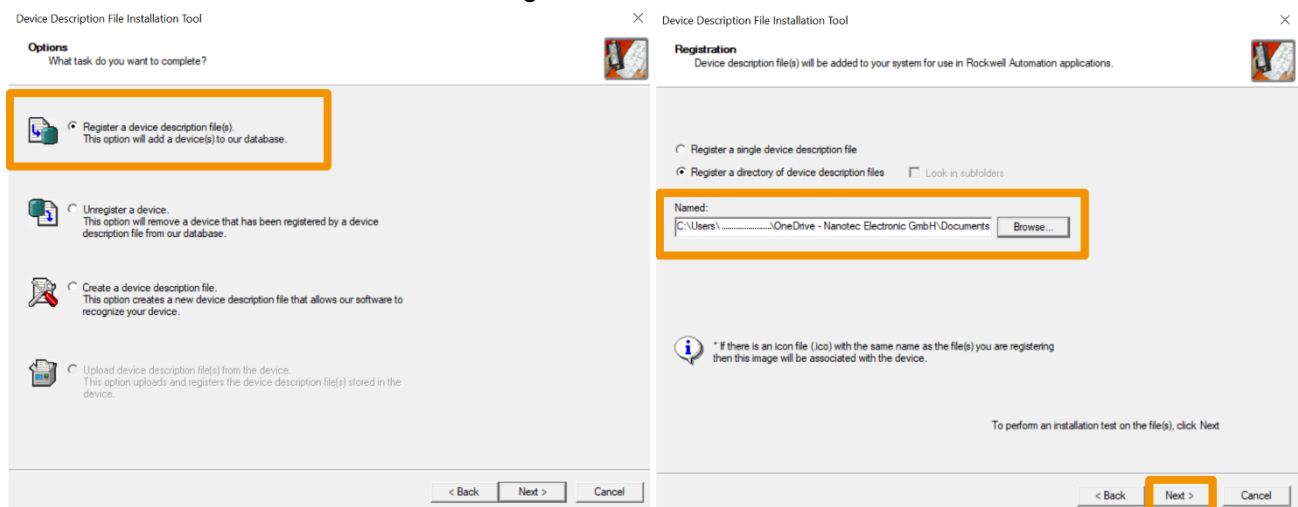 Device Description File Installation Tool
Options
What task do you want to complete?
Register a device description file(s).
This option will add a device(s) to our database.
Unregister a device.
This option will remove a device that has been registered by a device
description file from our database.
Create a device description file.
This option creates a new device description file that allows our software to
recognize your device.
Upload device description file(s) from the device.
This option uploads and registers the device description file(s) stored in the
device.
< Back Next > Cancel
Device Description File Installation Tool
Registration
Device description file(s) will be added to your system for use in Rockwell Automation applications.
Register a single device description file
Register a directory of device description files Look in subfolders
Named:
C:\Users\ ......................\OneDrive - Nanotec Electronic GmbH\Documents Browse...
* If there is an icon file (.ico) with the same name as the file(s) you are registering
then this image will be associated with the device.
To perform an installation test on the file(s), click Next
< Back Next > Cancel